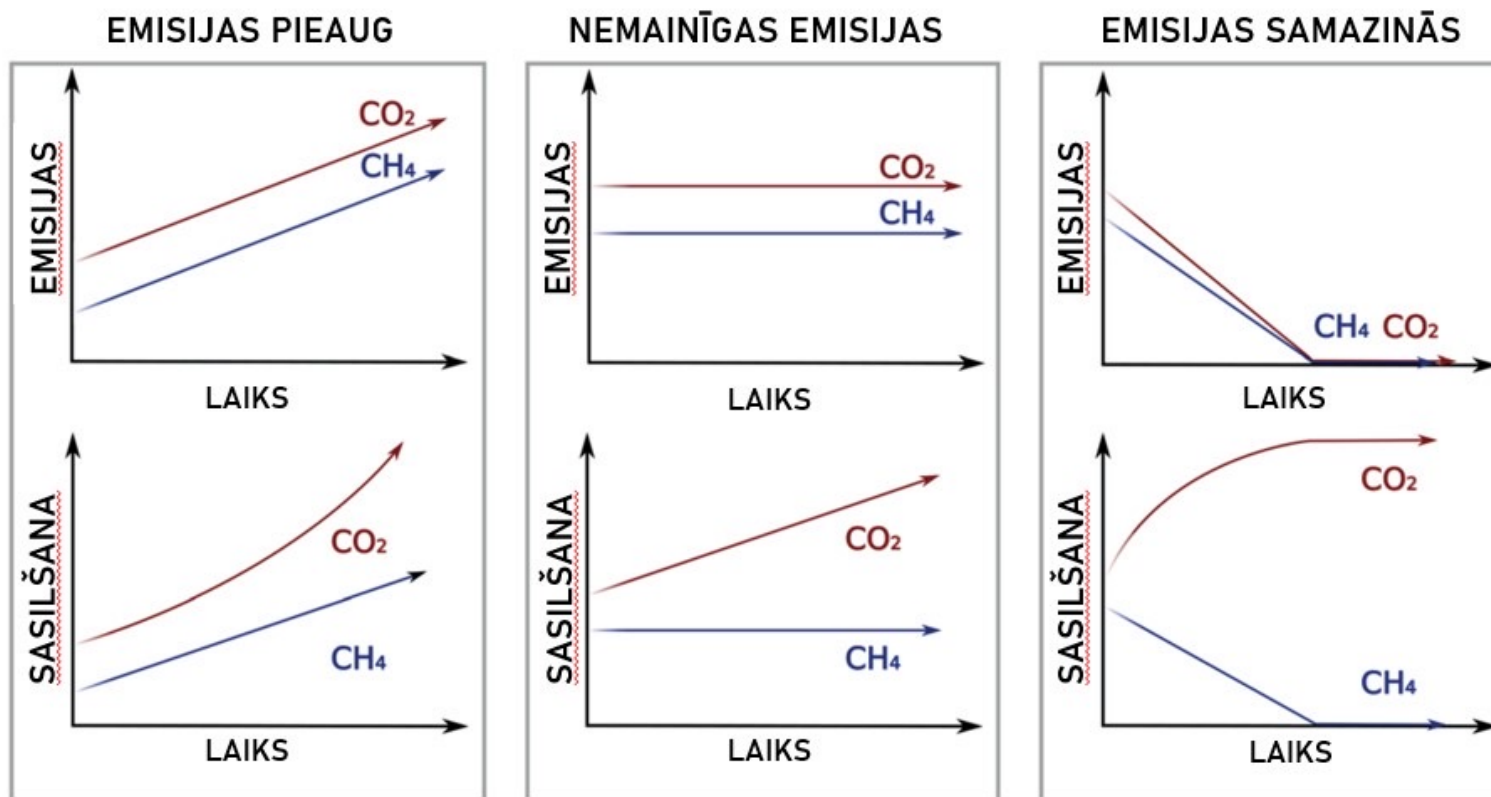 EMISIJAS PIEAUG
EMISIJAS
CO₂
CH₄
LAIKS
SASILŠANA
CO₂
CH₄
LAIKS
NEMAINĪGAS EMISIJAS
EMISIJAS
CO₂
CH₄
LAIKS
SASILŠANA
CO₂
CH₄
LAIKS
EMISIJAS SAMAZINĀS
EMISIJAS
CH₄ CO₂
LAIKS
SASILŠANA
CO₂
CH₄
LAIKS